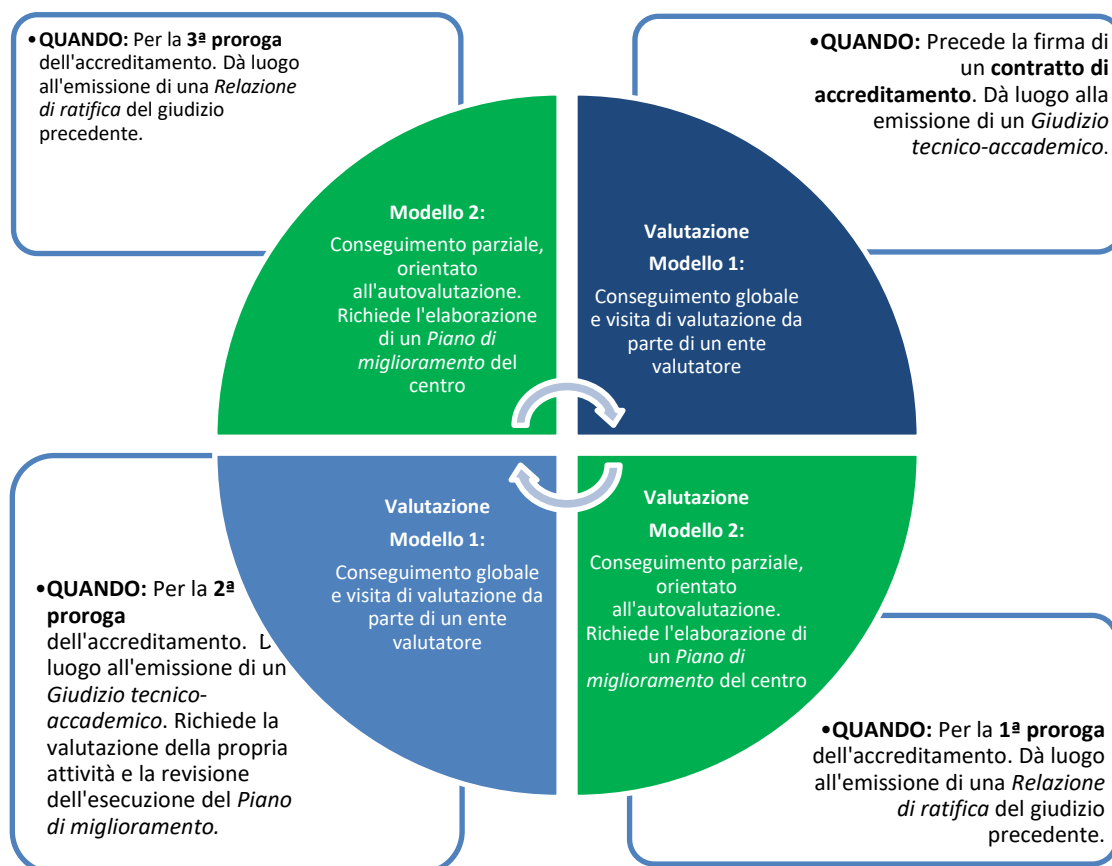 •QUANDO: Per la 3ª proroga
dell'accreditamento. Dà luogo
all'emissione di una Relazione
di ratifica del giudizio
precedente.
•QUANDO: Precede la firma di
un contratto di
accreditamento. Dà luogo alla
emissione di un Giudizio
tecnico-accademico.
Modello 2:
Conseguimento parziale,
orientato
all'autovalutazione.
Richiede l'elaborazione
di un Piano di
miglioramento del
centro
Valutazione
Modello 1:
Conseguimento globale
e visita di valutazione da
parte di un ente
valutatore
Valutazione
Modello 1:
Conseguimento globale
e visita di valutazione da
parte di un ente
valutatore
Valutazione
Modello 2:
Conseguimento parziale,
orientato
all'autovalutazione.
Richiede l'elaborazione di
un Piano di
miglioramento del centro
•QUANDO: Per la 2ª
proroga
dell'accreditamento.
luogo all'emissione di un
Giudizio tecnico-
accademico. Richiede la
valutazione della propria
attività e la revisione
dell'esecuzione del Piano
di miglioramento.
•QUANDO: Per la 1ª proroga
dell'accreditamento. Dà luogo
all'emissione di una Relazione
di ratifica del giudizio
precedente.